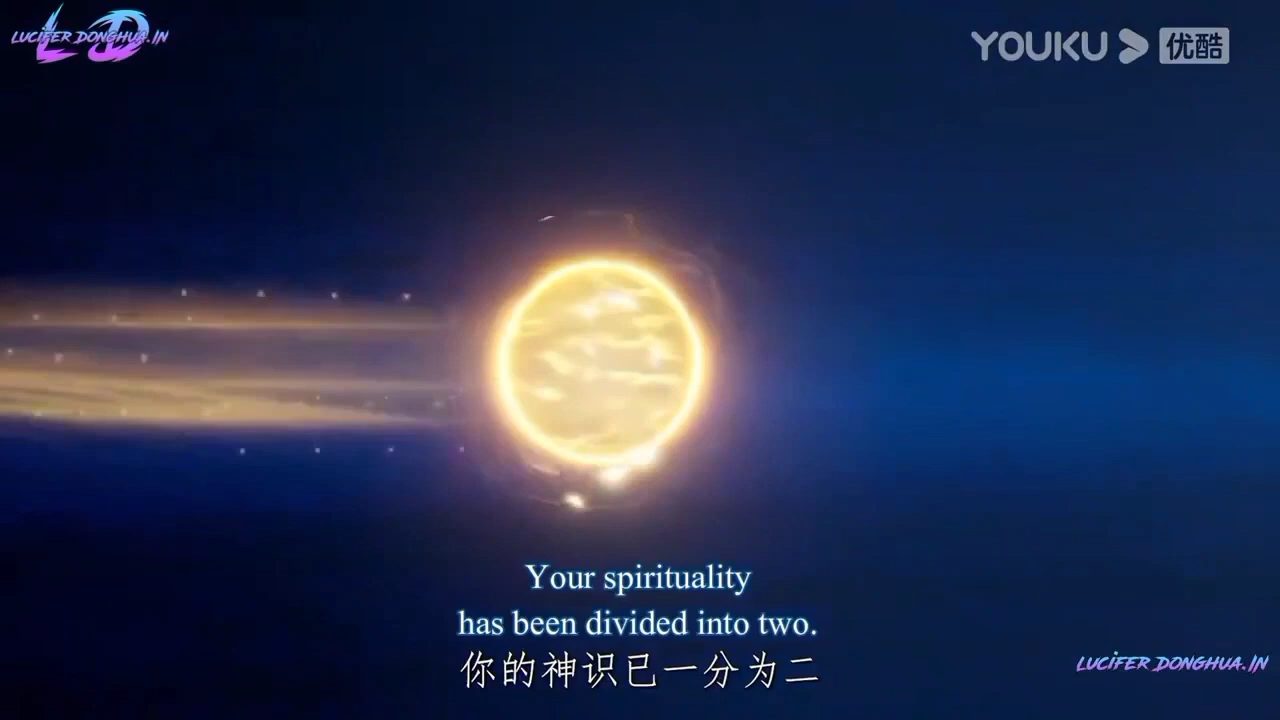 LUCIFER DONGHUA.IN
LD
YOUKU 优酷
Your spirituality
has been divided into two.
你的神识已一分为二
LUCIFER DONGHUA.IN